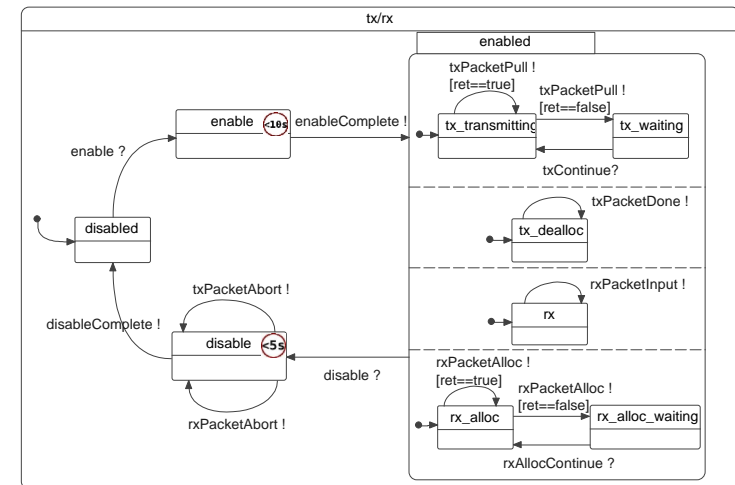 tx/rx
enabled
txPacketPull !
[ret==true]
txPacketPull !
[ret==false]
enable
<10s
enableComplete !
tx_transmitting
tx_waiting
enable ?
txContinue?
txPacketDone !
disabled
tx_dealloc
txPacketAbort !
rxPacketInput !
rx
disableComplete !
disable
<5s
disable ?
rxPacketAlloc !
[ret==true]
rxPacketAlloc !
[ret==false]
rx_alloc
rx_alloc_waiting
rxPacketAbort !
rxAllocContinue ?